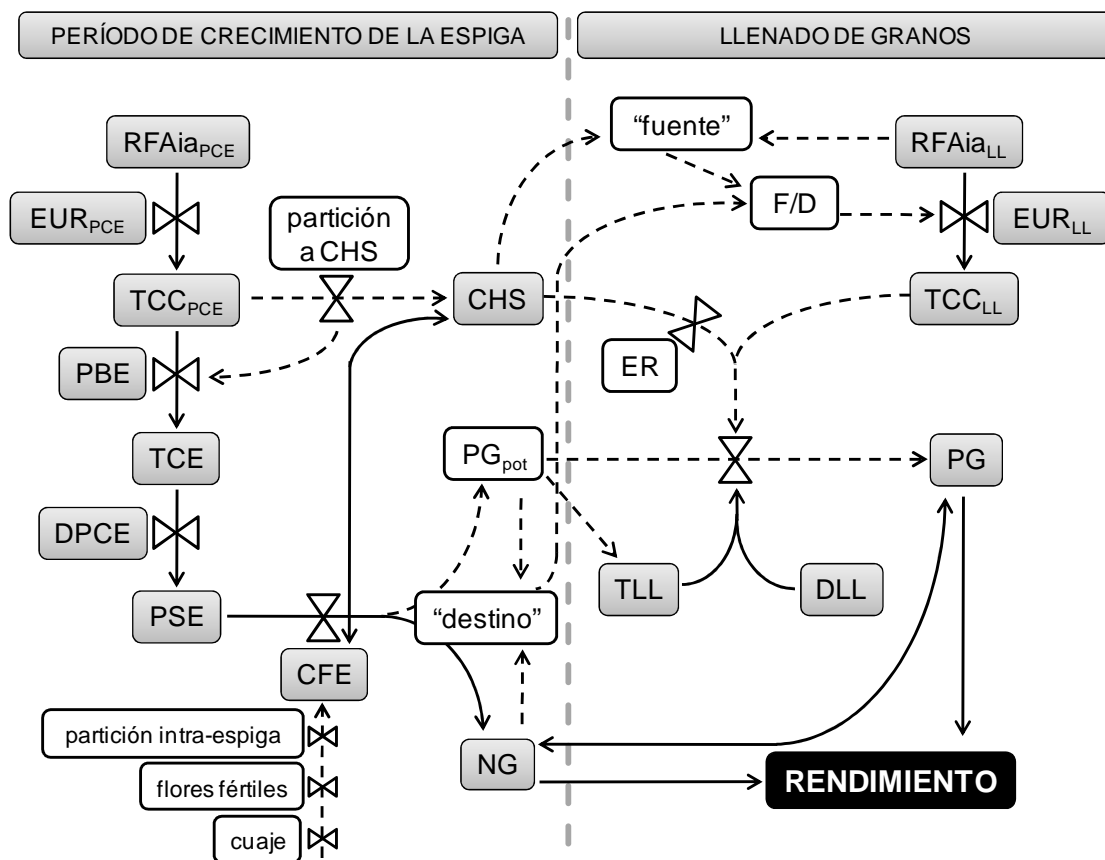 PERÍODO DE CRECIMIENTO DE LA ESPIGA
LLENADO DE GRANOS
RFAia_PCE
EUR_PCE
TCC_PCE
partición
a CHS
PBE
TCE
DPCE
PSE
CHS
PG_pot
"destino"
CFE
partición intra-espiga
flores fértiles
cuaje
NG
"fuente"
RFAia_LL
F/D
EUR_LL
TCC_LL
ER
PG
TLL
DLL
RENDIMIENTO